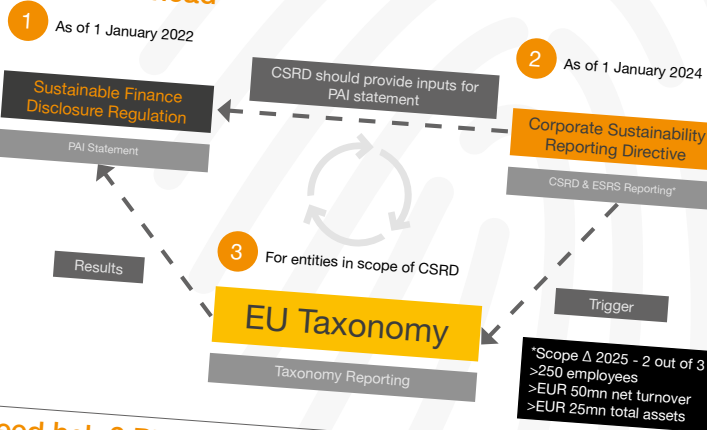 1
As of 1 January 2022
2
As of 1 January 2024
CSRD should provide inputs for
PAI statement
Sustainable Finance
Disclosure Regulation
PAI Statement
Corporate Sustainability
Reporting Directive
CSRD & ESRS Reporting*
3
For entities in scope of CSRD
Results
EU Taxonomy
Taxonomy Reporting
Trigger
*Scope Δ 2025 - 2 out of 3
>250 employees
>EUR 50mn net turnover
>EUR 25mn total assets